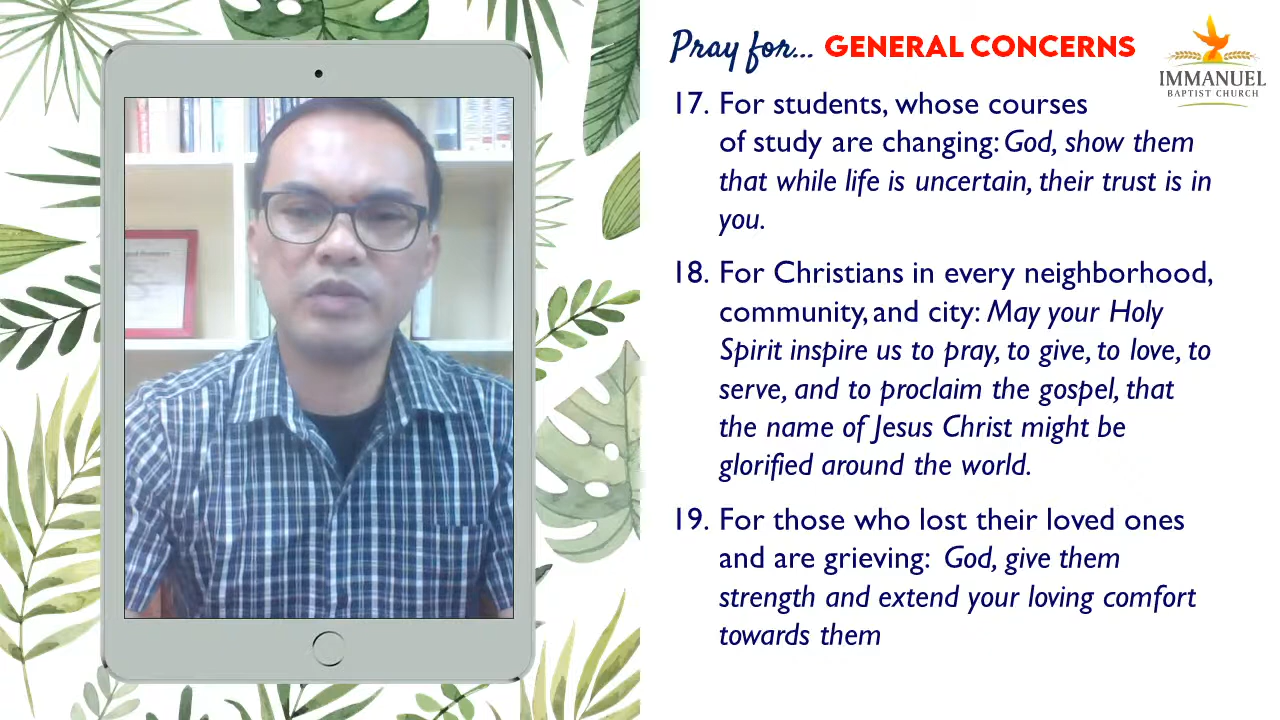 Pray for... GENERAL CONCERNS
IMMANUEL
BAPTIST CHURCH
17. For students, whose courses
of study are changing: God, show them
that while life is uncertain, their trust is in
you.
18. For Christians in every neighborhood,
community, and city: May your Holy
Spirit inspire us to pray, to give, to love, to
serve, and to proclaim the gospel, that
the name of Jesus Christ might be
glorified around the world.
19. For those who lost their loved ones
and are grieving: God, give them
strength and extend your loving comfort
towards them